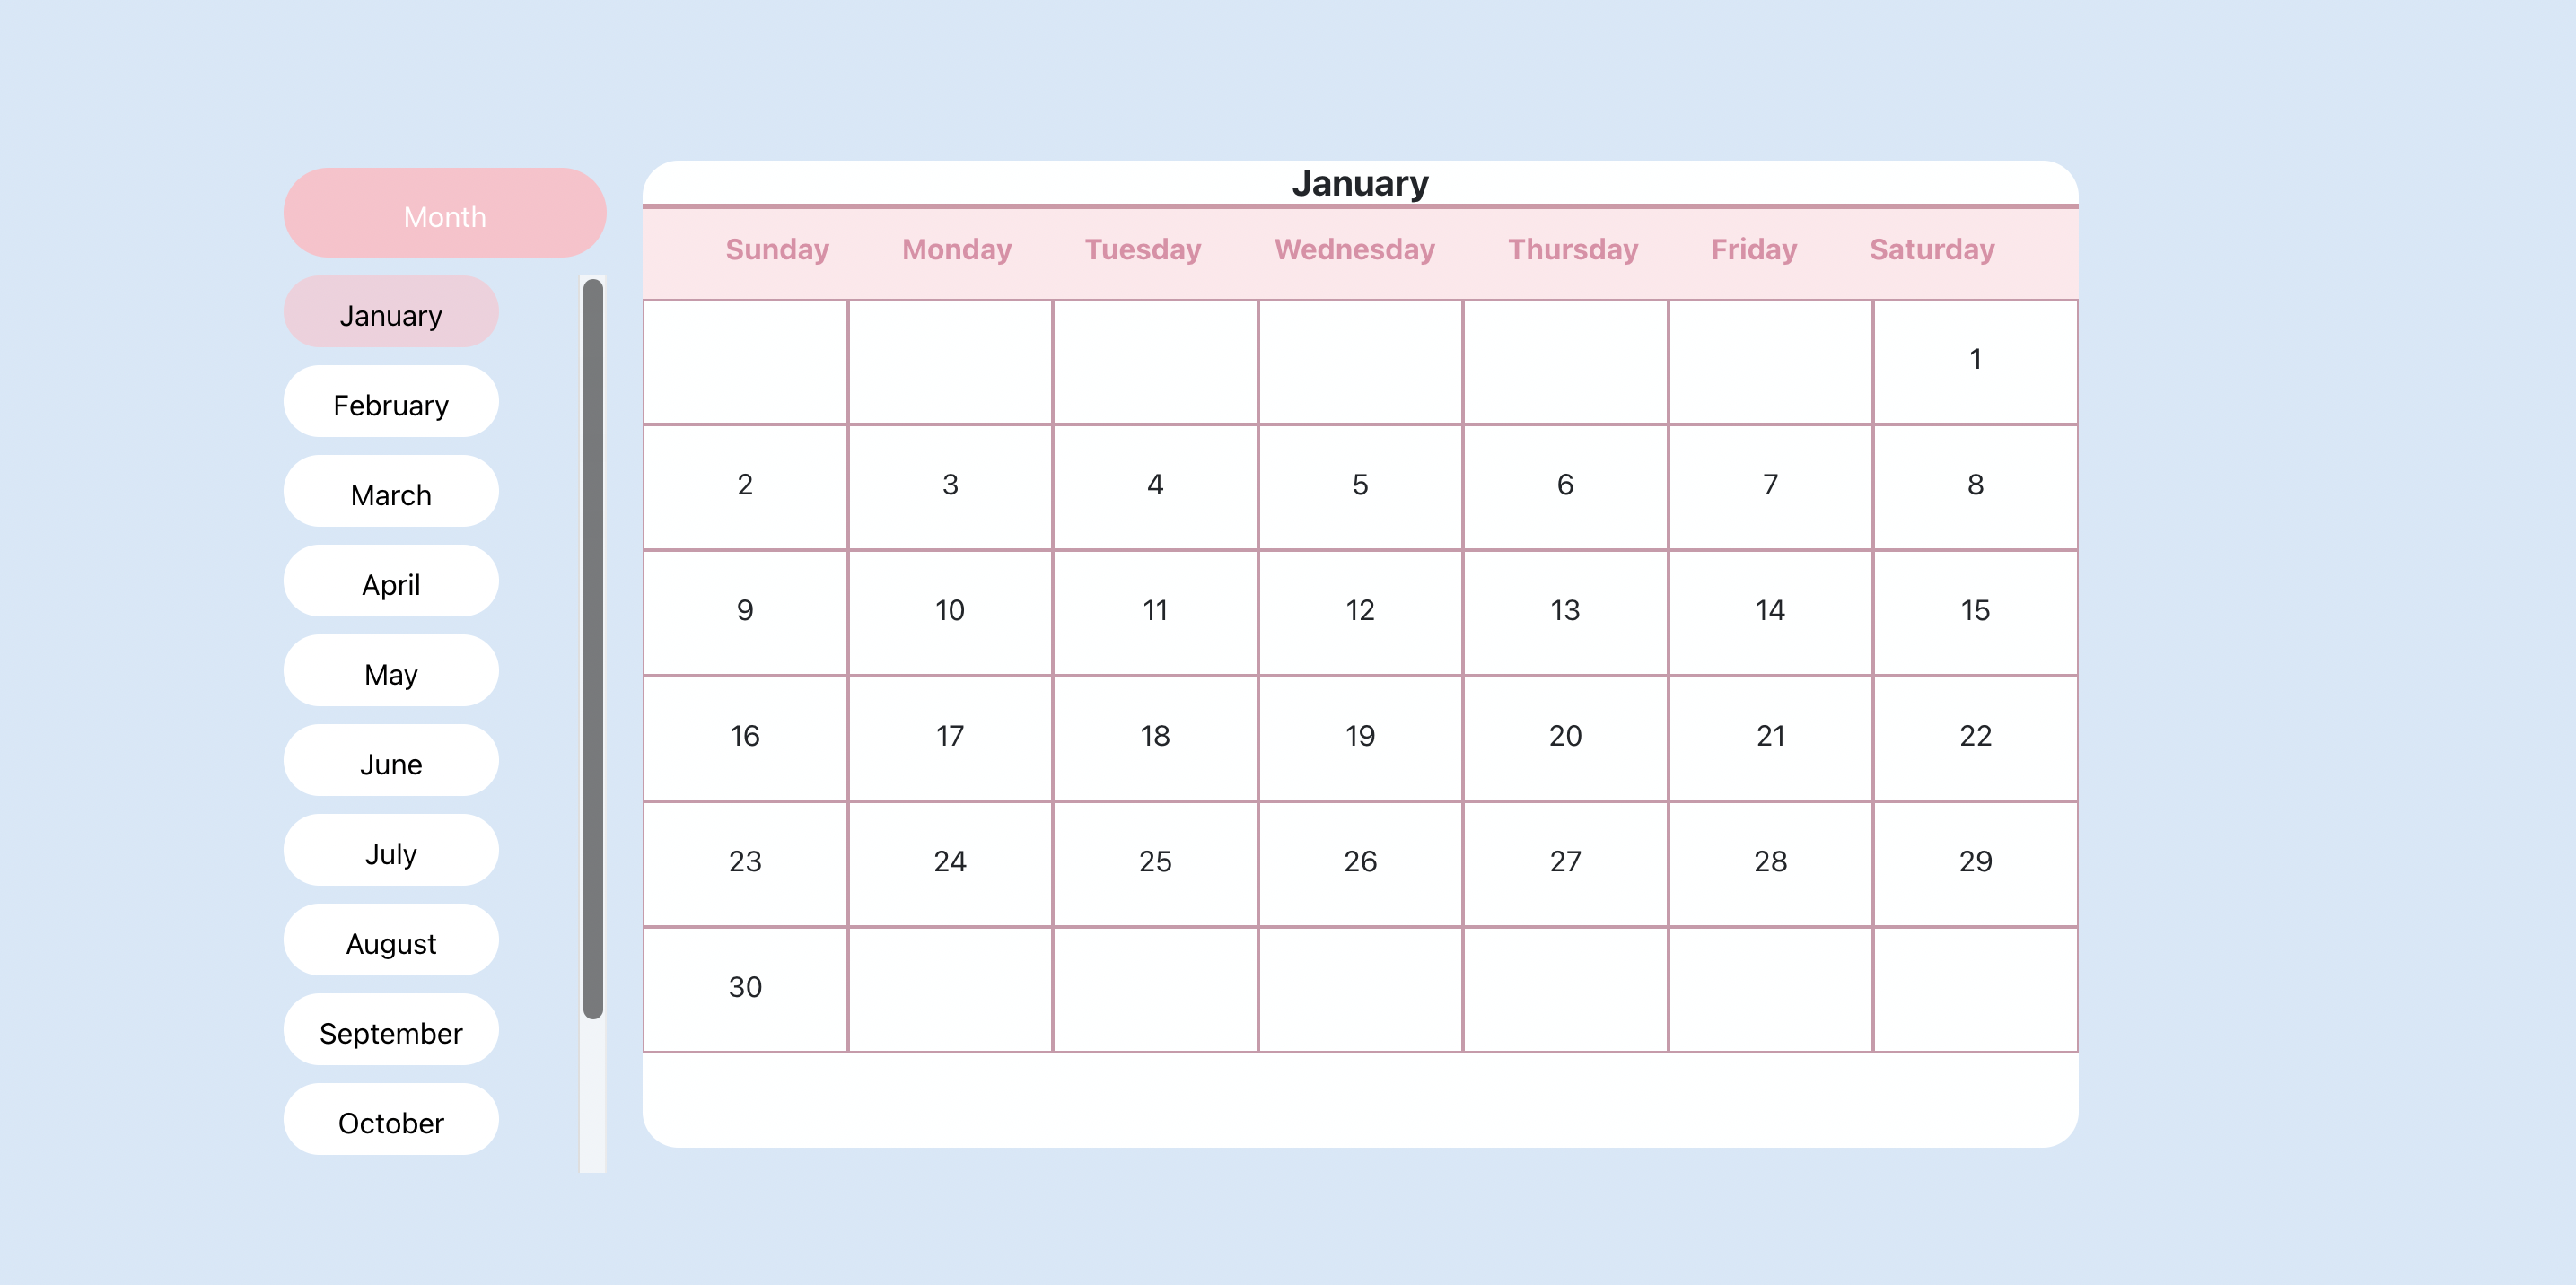 Month
January
February
March
April
May
June
July
August
September
October
January
Sunday Monday Tuesday Wednesday Thursday Friday Saturday
1
2 3 4 5 6 7 8
9 10 11 12 13 14 15
16 17 18 19 20 21 22
23 24 25 26 27 28 29
30